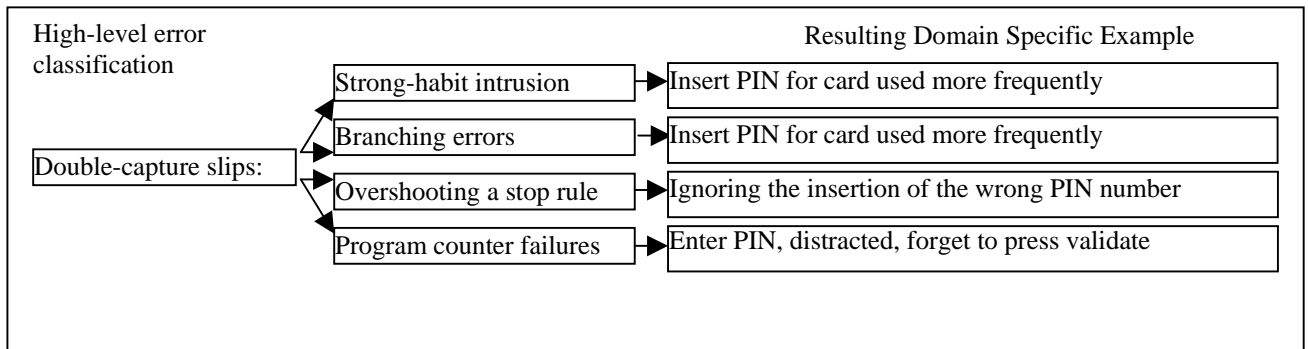 High-level error
classification
Resulting Domain Specific Example
Strong-habit intrusion
Insert PIN for card used more frequently
Branching errors
Insert PIN for card used more frequently
Double-capture slips:
Overshooting a stop rule
Ignoring the insertion of the wrong PIN number
Program counter failures
Enter PIN, distracted, forget to press validate